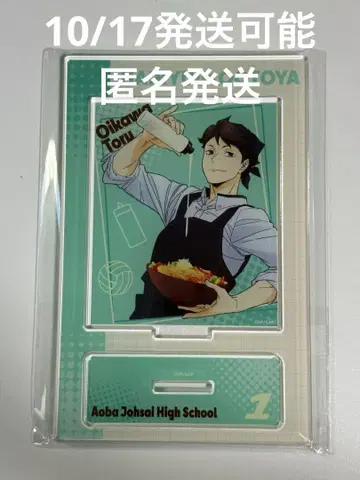 10/17発送可能
匿名発送
OYA
Oikawa
Toru
Aoba Johsai High School
1